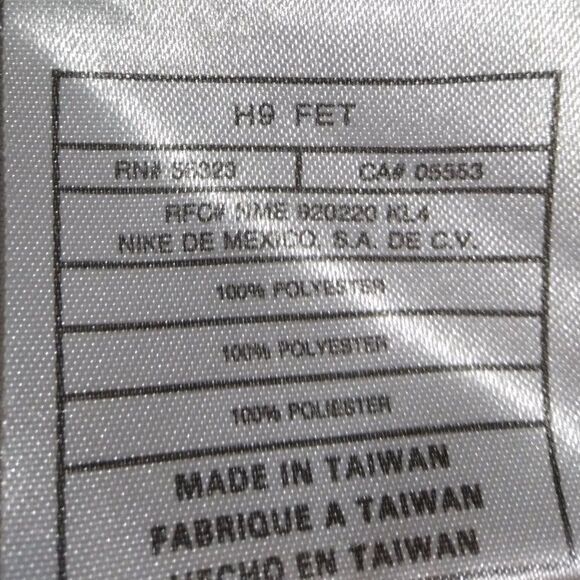 H9 FET
RN# 56323 CA# 05553
RFC# NME 920220 KL4
NIKE DE MEXICO, S.A. DE C.V.
100% POLYESTER
100% POLYESTER
100% POLIESTER
MADE IN TAIWAN
FABRIQUE A TAIWAN
HECHO EN TAIWAN